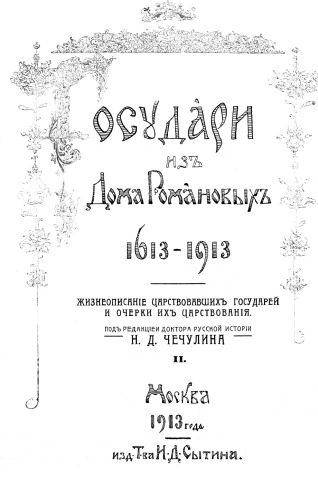 Государи
изъ
Дома Романовыхъ
1613-1913
ЖИЗНЕОПИСАНІЕ ЦАРСТВОВАВШИХЪ ГОСУДАРЕЙ
И ОЧЕРКИ ИХЪ ЦАРСТВОВАНІЯ.
ПОДЪ РЕДАКЦІЕЙ ДОКТОРА РУССКОЙ ИСТОРІИ
Н. Д. ЧЕЧУЛИНА
II.
Москва
1913 года
изд. Т-ва И. Д. Сытина.